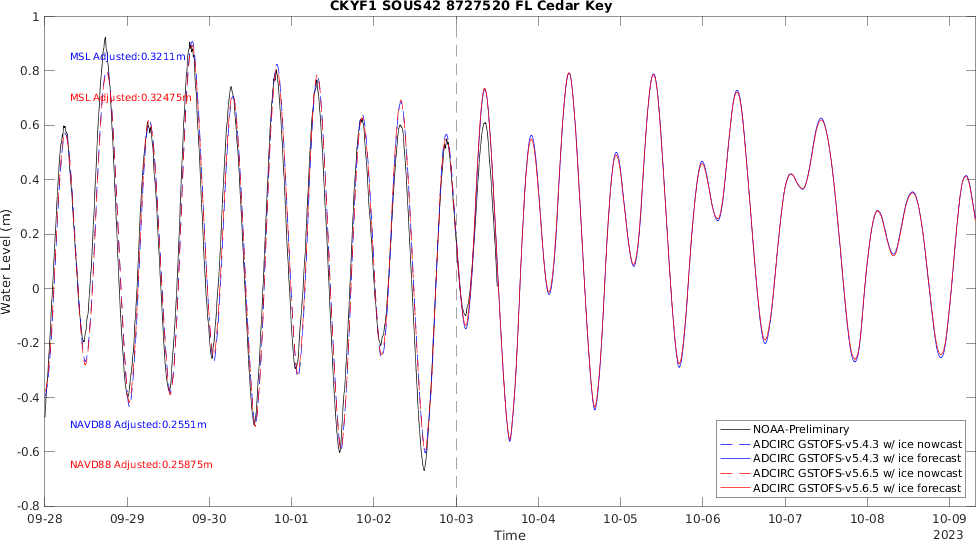 CKYF1 SOUS42 8727520 FL Cedar Key
Water Level (m)
1
0.8
0.6
0.4
0.2
0
-0.2
-0.4
-0.6
-0.8
MSL Adjusted:0.3211m
MSL Adjusted:0.32475m
NAVD88 Adjusted:0.2551m
NAVD88 Adjusted:0.25875m
NOAA-Preliminary
ADCIRC GSTOFS-v5.4.3 w/ ice nowcast
ADCIRC GSTOFS-v5.4.3 w/ ice forecast
ADCIRC GSTOFS-v5.6.5 w/ ice nowcast
ADCIRC GSTOFS-v5.6.5 w/ ice forecast
09-28 09-29 09-30 10-01 10-02 10-03 10-04 10-05 10-06 10-07 10-08 10-09
Time
2023